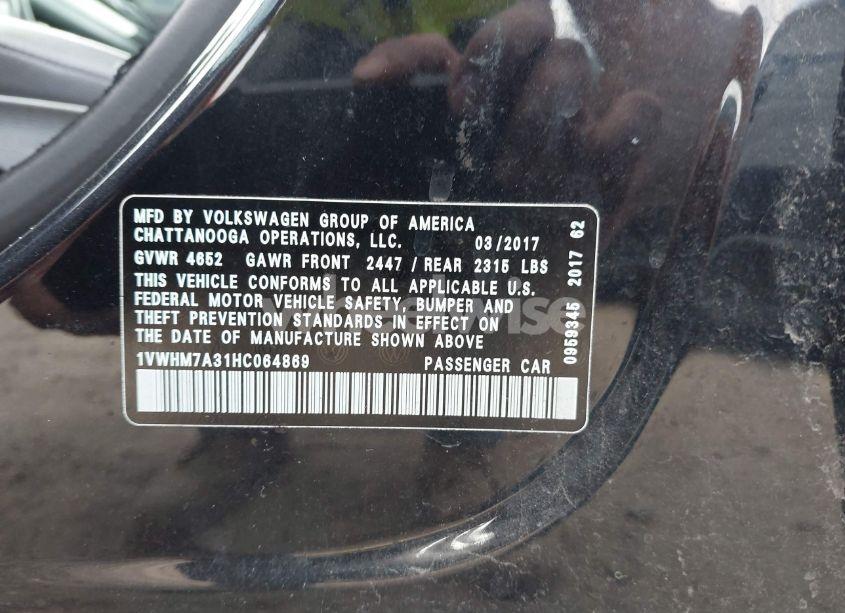 MFD BY VOLKSWAGEN GROUP OF AMERICA
CHATTANOOGA OPERATIONS, LLC. 03/2017
GVWR 4652 GAWR FRONT 2447 / REAR 2315 LBS
THIS VEHICLE CONFORMS TO ALL APPLICABLE U.S.
FEDERAL MOTOR VEHICLE SAFETY, BUMPER AND
THEFT PREVENTION STANDARDS IN EFFECT ON
THE DATE OF MANUFACTURE SHOWN ABOVE
1VWHM7A31HC064869 PASSENGER CAR
0959345 2017 62